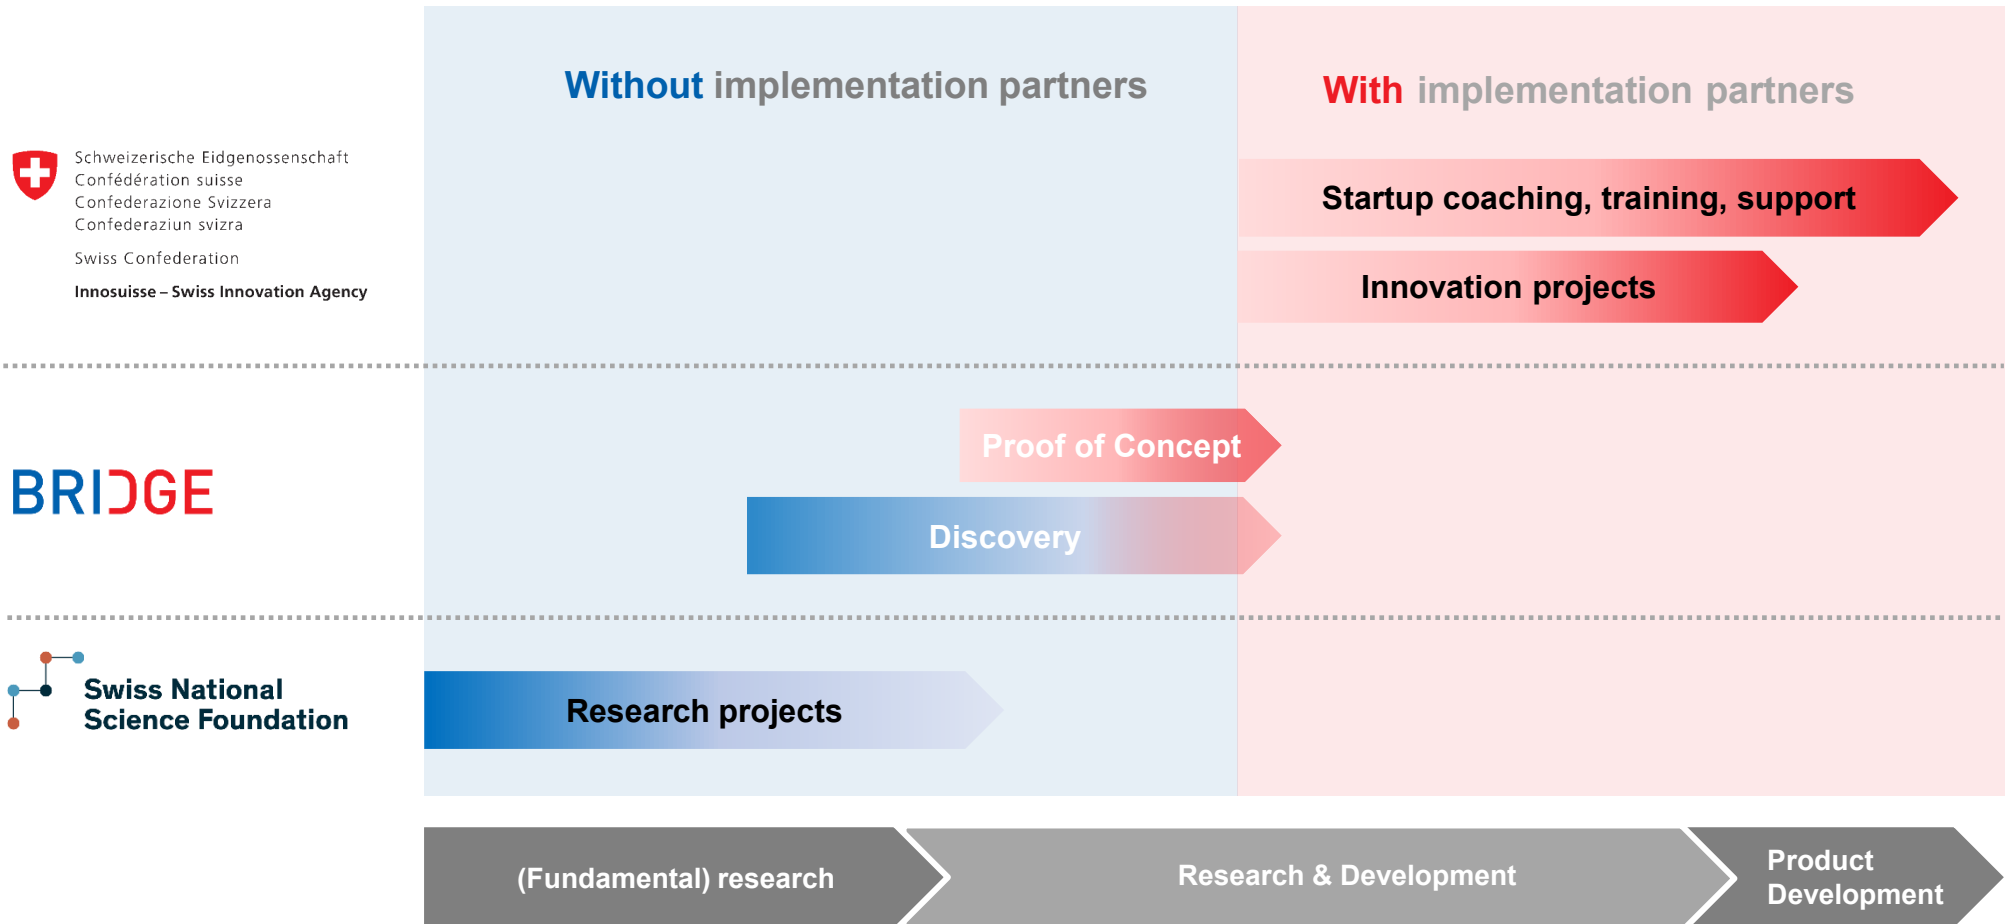 Without implementation partners
With implementation partners
Schweizerische Eidgenossenschaft
Confédération suisse
Confederazione Svizzera
Confederaziun svizra
Swiss Confederation
Innosuisse – Swiss Innovation Agency
Startup coaching, training, support
Innovation projects
BRIDGE
Proof of Concept
Discovery
Swiss National
Science Foundation
Research projects
(Fundamental) research
Research & Development
Product
Development